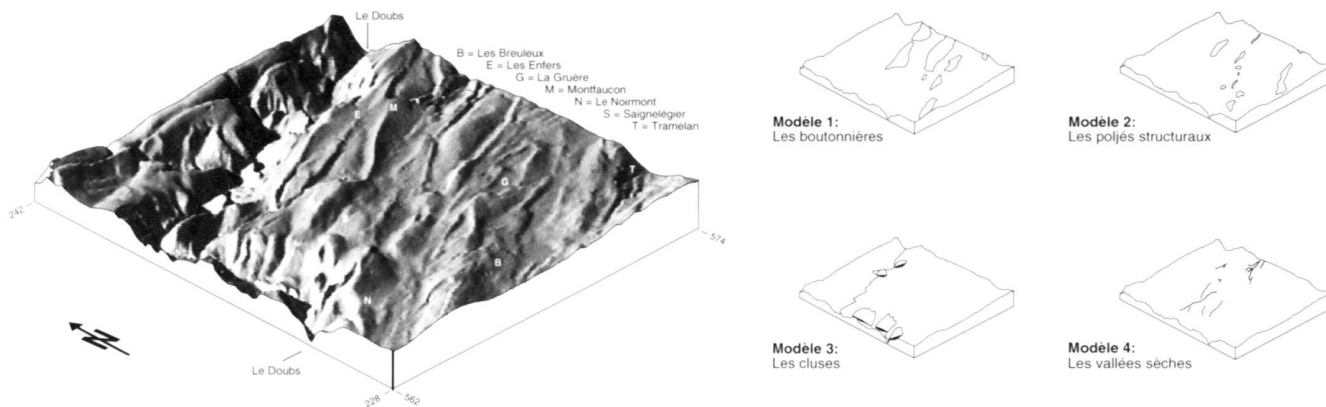 Le Doubs
B = Les Breuleux
E = Les Enfers
G = La Gruère
M = Montfaucon
N = Le Noirmont
S = Saignelégier
T = Tramelan
E
M
T
G
B
N
242
574
N
Le Doubs
228
562
Modèle 1:
Les boutonnières
Modèle 2:
Les poljés structuraux
Modèle 3:
Les cluses
Modèle 4:
Les vallées sèches